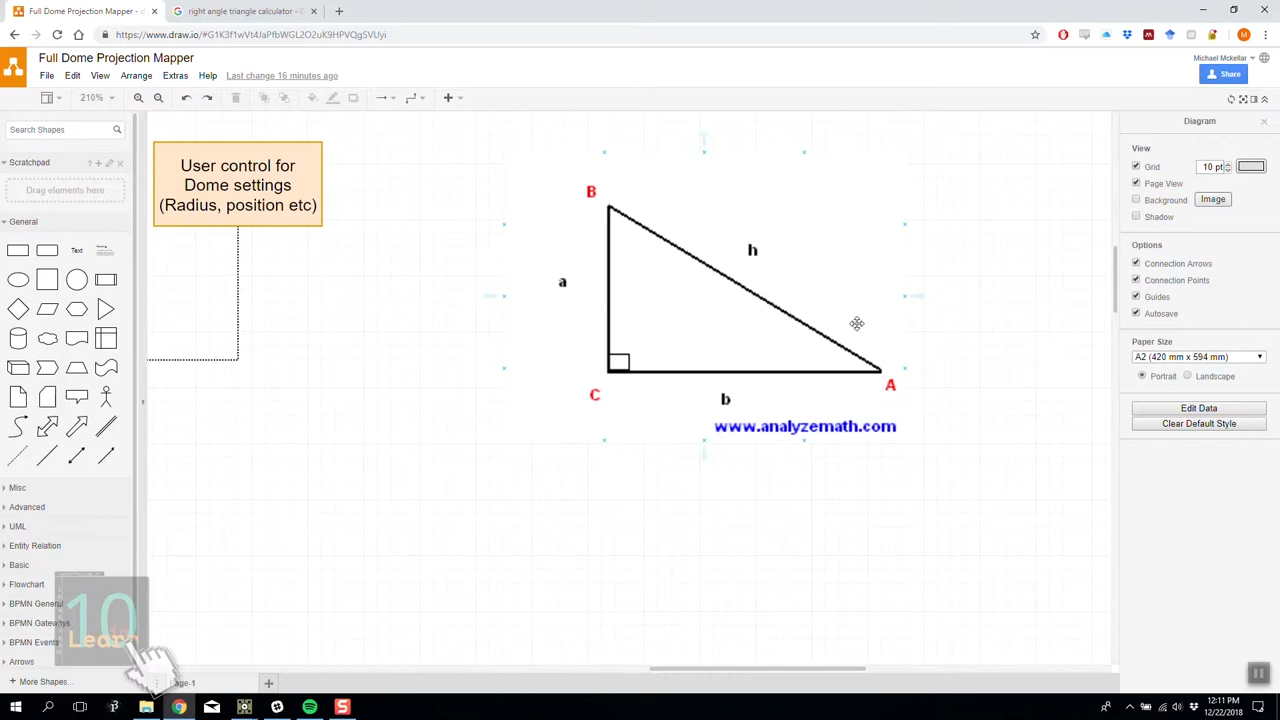 Full Dome Projection Mapper - d
right angle triangle calculator - G
https://www.draw.io/#G1K3f1wVt4JaPfbWGL2O2uK9HPVQgSVUyi
M
Full Dome Projection Mapper
Michael Mckellar
File Edit View Arrange Extras Help Last change 16 minutes ago
Share
210%
Search Shapes
Scratchpad
Drag elements here
General
Text
Misc
Advanced
UML
Entity Relation
Basic
Flowchart
BPMN General
BPMN Gateways
BPMN Events
Arrows
+ More Shapes...
10
Learn
User control for
Dome settings
(Radius, position etc)
B
h
a
C
A
b
www.analyzemath.com
Diagram
View
Grid 10 pt
Page View
Background Image
Shadow
Options
Connection Arrows
Connection Points
Guides
Autosave
Paper Size
A2 (420 mm x 594 mm)
Portrait Landscape
Edit Data
Clear Default Style
12:11 PM
12/22/2018